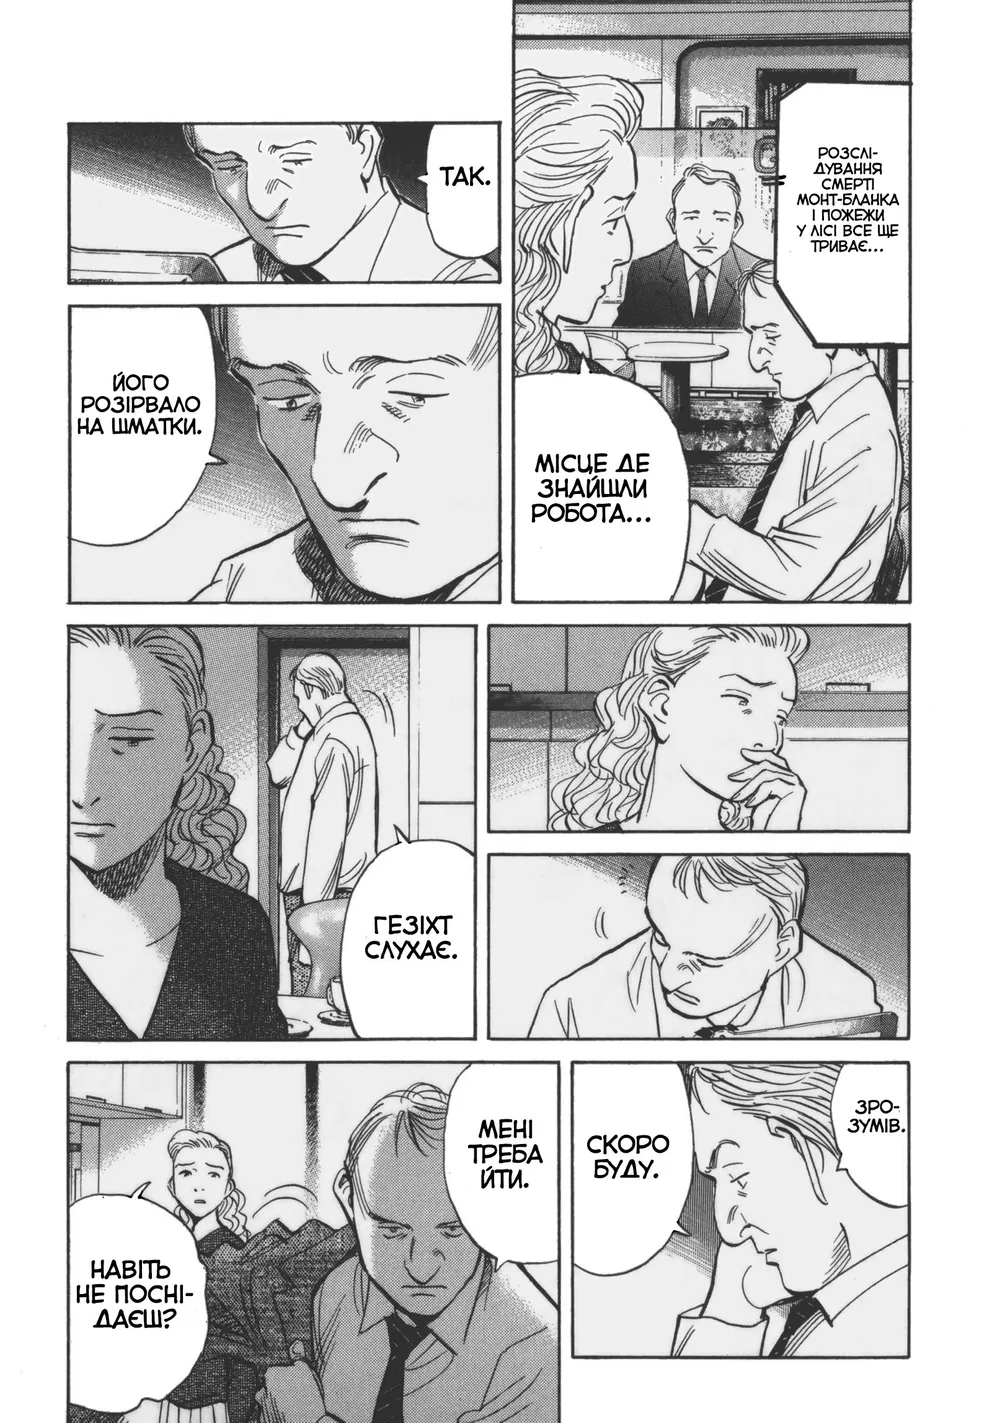 РОЗСЛІ-
ДУВАННЯ
СМЕРТІ
МОНТ-БЛАНКА
І ПОЖЕЖИ
У ЛІСІ ВСЕ ЩЕ
ТРИВАЄ...
МІСЦЕ ДЕ
ЗНАЙШЛИ
РОБОТА...
ТАК.
ЙОГО
РОЗІРВАЛО
НА ШМАТКИ.
ГЕЗІХТ
СЛУХАЄ.
ЗРО-
ЗУМІВ.
СКОРО
БУДУ.
МЕНІ
ТРЕБА
ЙТИ.
НАВІТЬ
НЕ ПОСНІ-
ДАЄШ?